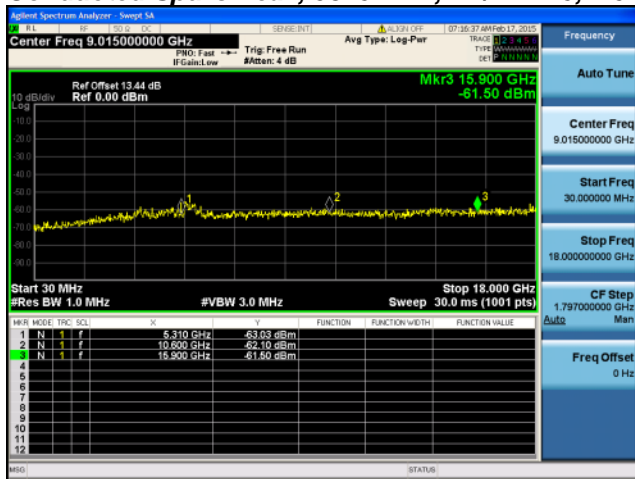 Agilent Spectrum Analyzer - Swept SA
RL RF 50 Ω DC SENSE:INT ALIGN OFF 07:16:37 AM Feb 17, 2015
Center Freq 9.015000000 GHz
PNO: Fast
IFGain:Low
Trig: Free Run
#Atten: 4 dB
Avg Type: Log-Pwr
TRACE 1 2 3 4 5 6
TYPE
DET P N N N N N
Ref Offset 13.44 dB
10 dB/div Ref 0.00 dBm
Log
Mkr3 15.900 GHz
-61.50 dBm
-10.0
-20.0
-30.0
-40.0
-50.0
-60.0
-70.0
-80.0
-90.0
1
2
3
Start 30 MHz
#Res BW 1.0 MHz
#VBW 3.0 MHz
Stop 18.000 GHz
Sweep 30.0 ms (1001 pts)
MKR MODE TRC SCL X Y FUNCTION FUNCTION WIDTH FUNCTION VALUE
1 N 1 f 5.310 GHz -63.03 dBm
2 N 1 f 10.600 GHz -62.10 dBm
3 N 1 f 15.900 GHz -61.50 dBm
4
5
6
7
8
9
10
11
12
MSG
STATUS
Frequency
Auto Tune
Center Freq
9.015000000 GHz
Start Freq
30.000000 MHz
Stop Freq
18.000000000 GHz
CF Step
1.797000000 GHz
Auto Man
Freq Offset
0 Hz